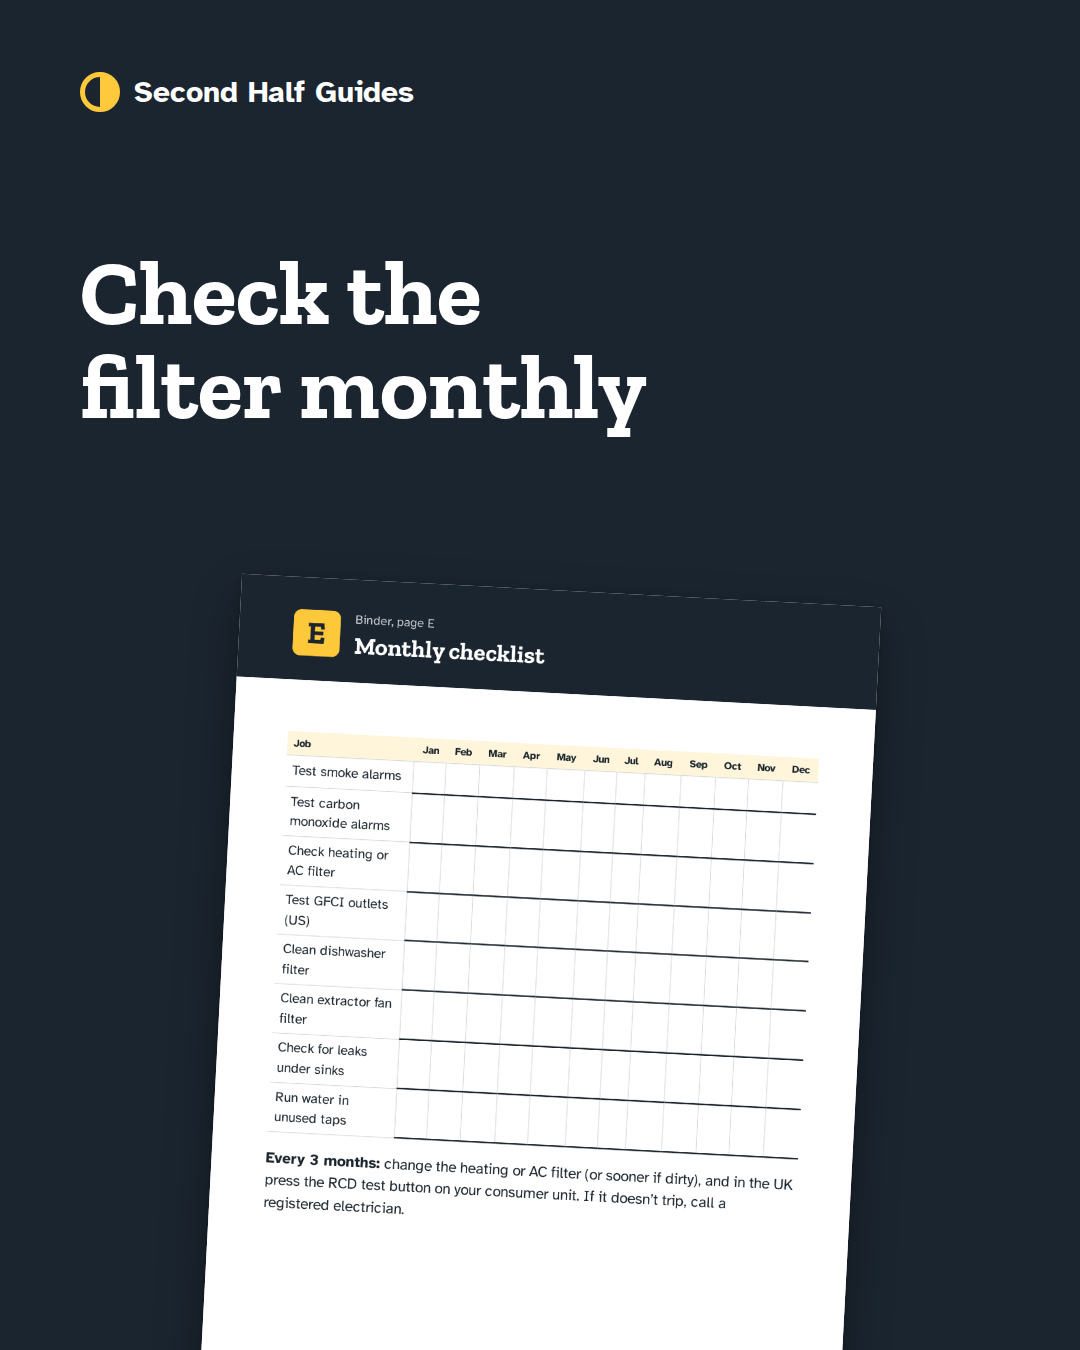 Second Half Guides
Check the
filter monthly
E
Binder, page E
Monthly checklist
Job Jan Feb Mar Apr May Jun Jul Aug Sep Oct Nov Dec
Test smoke alarms
Test carbon
monoxide alarms
Check heating or
AC filter
Test GFCI outlets
(US)
Clean dishwasher
filter
Clean extractor fan
filter
Check for leaks
under sinks
Run water in
unused taps
Every 3 months: change the heating or AC filter (or sooner if dirty), and in the UK
press the RCD test button on your consumer unit. If it doesn't trip, call a
registered electrician.